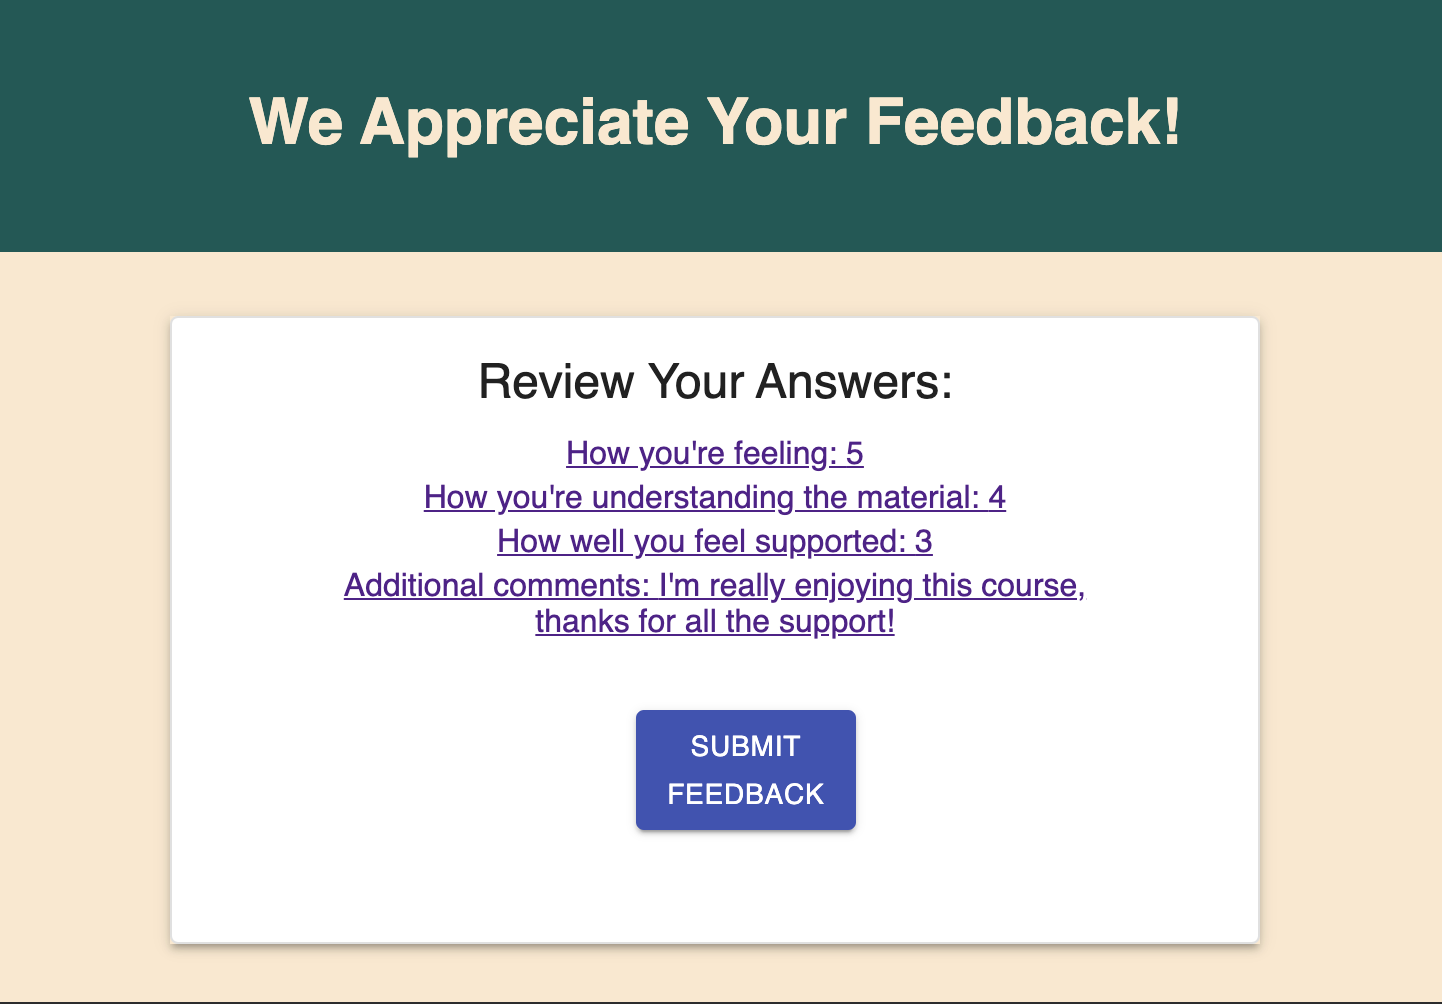 We Appreciate Your Feedback!
Review Your Answers:
How you're feeling: 5
How you're understanding the material: 4
How well you feel supported: 3
Additional comments: I'm really enjoying this course,
thanks for all the support!
SUBMIT
FEEDBACK